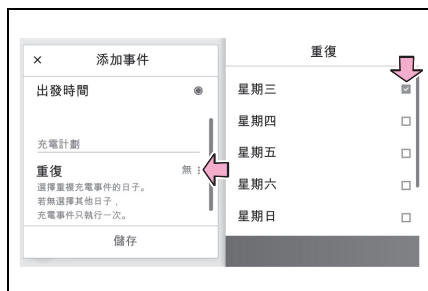 × 添加事件
出發時間
充電計劃
重復 無
選擇重複充電事件的日子。
若無選擇其他日子，
充電事件只執行一次。
儲存
重復
星期三
星期四
星期五
星期六
星期日